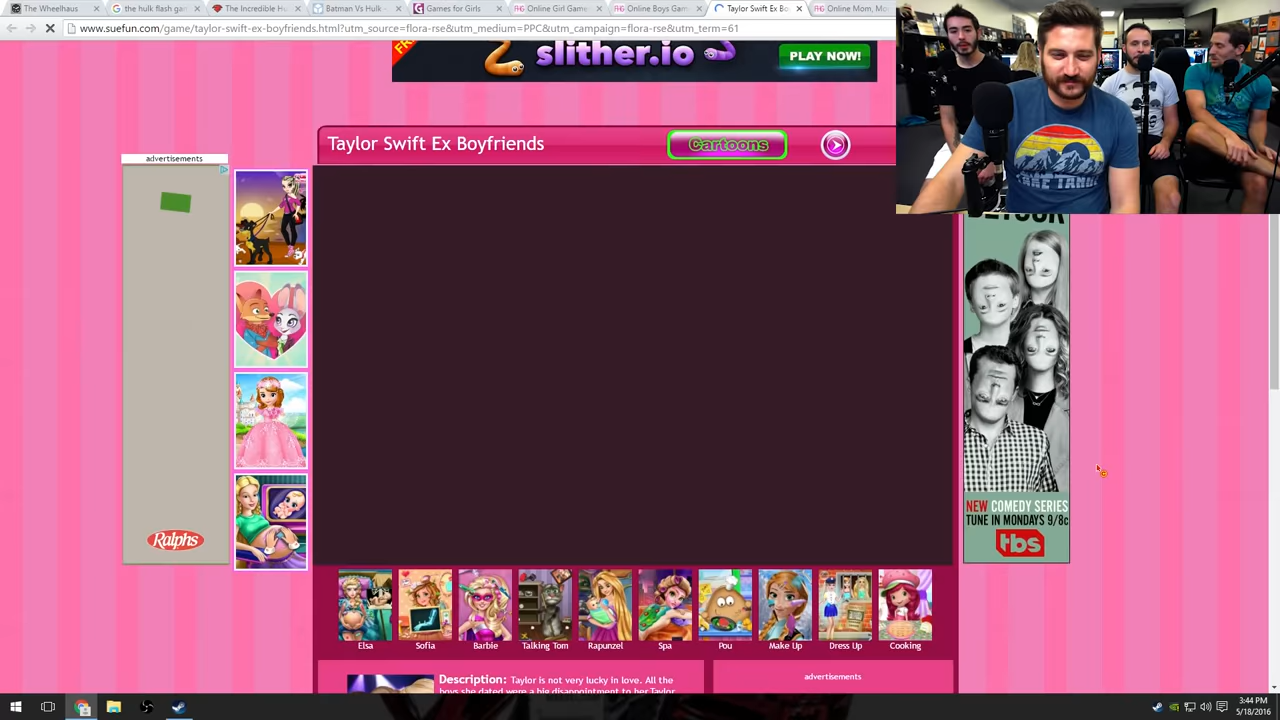 The Wheelhaus
the hulk flash gam
The Incredible Hu
Batman Vs Hulk -
Games for Girls
Online Girl Game
Online Boys Gam
Taylor Swift Ex Bo
Online Mom, Mo
www.suefun.com/game/taylor-swift-ex-boyfriends.html?utm_source=flora-rse&utm_medium=PPC&utm_campaign=flora-rse&utm_term=61
slither.io
PLAY NOW!
Taylor Swift Ex Boyfriends
Cartoons
advertisements
Ralphs
NEW COMEDY SERIES
TUNE IN MONDAYS 9/8c
tbs
Elsa
Sofia
Barbie
Talking Tom
Rapunzel
Spa
Pou
Make Up
Dress Up
Cooking
Description: Taylor is not very lucky in love. All the
boys she dated were a big disappointment to her Taylor
advertisements
3:44 PM
5/18/2016